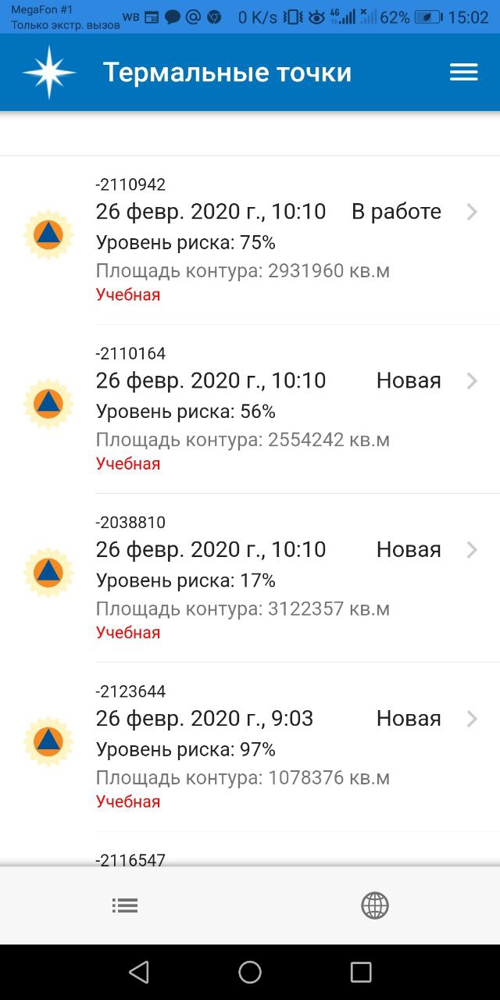 MegaFon #1
Только экстр. вызов
WB 0 K/s 4G 62% 15:02
Термальные точки
-2110942
26 февр. 2020 г., 10:10 В работе
Уровень риска: 75%
Площадь контура: 2931960 кв.м
Учебная
-2110164
26 февр. 2020 г., 10:10 Новая
Уровень риска: 56%
Площадь контура: 2554242 кв.м
Учебная
-2038810
26 февр. 2020 г., 10:10 Новая
Уровень риска: 17%
Площадь контура: 3122357 кв.м
Учебная
-2123644
26 февр. 2020 г., 9:03 Новая
Уровень риска: 97%
Площадь контура: 1078376 кв.м
Учебная
-2116547